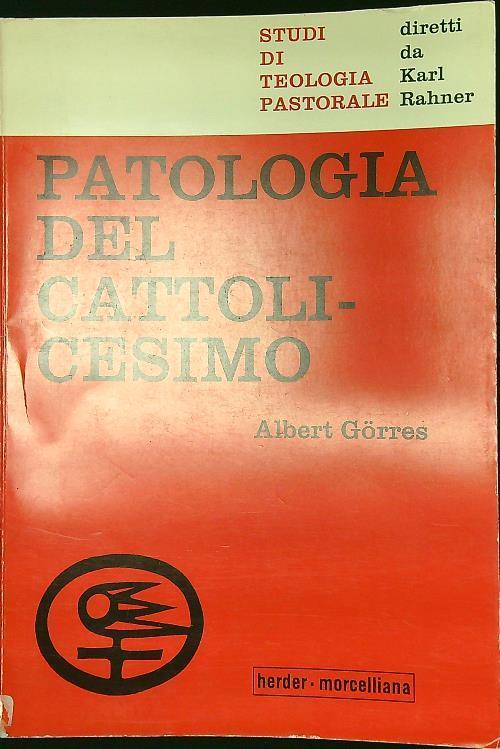 STUDI
DI
TEOLOGIA
PASTORALE
diretti
da
Karl
Rahner
PATOLOGIA
DEL
CATTOLI-
CESIMO
Albert Görres
herder · morcelliana